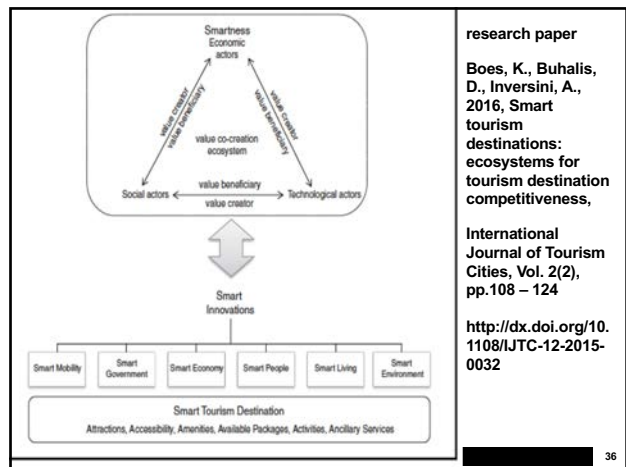 Smartness
Economic
actors
value creator
value beneficiary
value creator
value beneficiary
value co-creation
ecosystem
Social actors
value beneficiary
value creator
Technological actors
Smart
Innovations
Smart Mobility
Smart
Government
Smart Economy
Smart People
Smart Living
Smart
Environment
Smart Tourism Destination
Attractions, Accessibility, Amenities, Available Packages, Activities, Ancillary Services
research paper
Boes, K., Buhalis,
D., Inversini, A.,
2016, Smart
tourism
destinations:
ecosystems for
tourism destination
competitiveness,
International
Journal of Tourism
Cities, Vol. 2(2),
pp.108 – 124
http://dx.doi.org/10.
1108/IJTC-12-2015-
0032
36